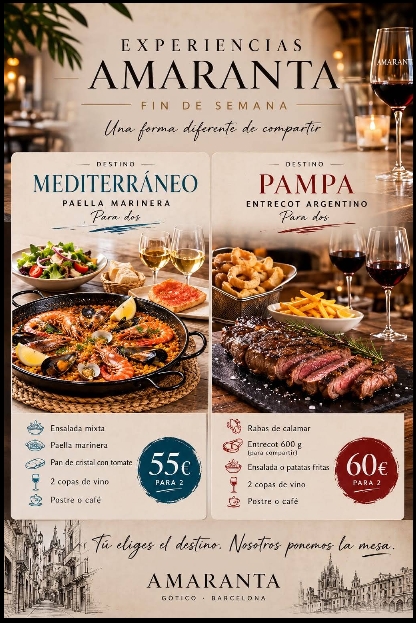 EXPERIENCIAS
AMARANTA
FIN DE SEMANA
Una forma diferente de compartir
AMARANTA
DESTINO
MEDITERRÁNEO
PAELLA MARINERA
Para dos
Ensalada mixta
Paella marinera
Pan de cristal con tomate
2 copas de vino
Postre o café
55€
PARA 2
DESTINO
PAMPA
ENTRECOT ARGENTINO
Para dos
Rabas de calamar
Entrecot 600 g
(para compartir)
Ensalada o patatas fritas
2 copas de vino
Postre o café
60€
PARA 2
Tú eliges el destino. Nosotros ponemos la mesa.
AMARANTA
GÓTICO · BARCELONA